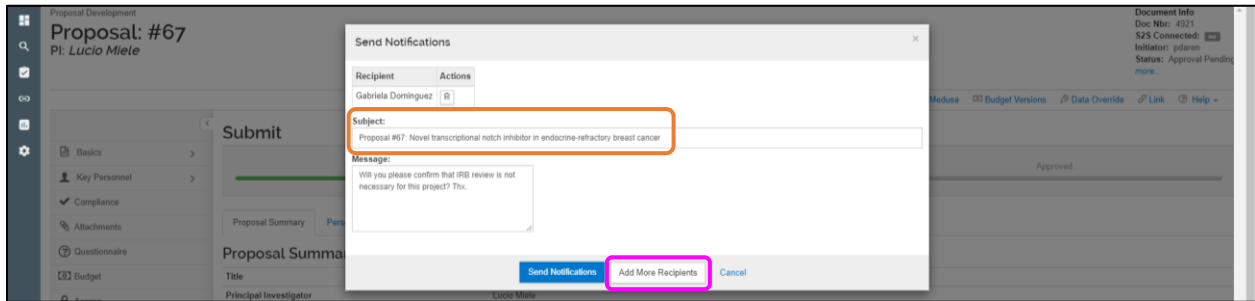 Proposal Development
Proposal: #67
PI: Lucio Miele
Document Info
Doc Nbr: 4921
S2S Connected:
Initiator: pdaren
Status: Approval Pending
more...
Medusa Budget Versions Data Override Link Help
Send Notifications
×
Recipient Actions
Gabriela Dominguez
Subject:
Proposal #67: Novel transcriptional notch inhibitor in endocrine-refractory breast cancer
Message:
Will you please confirm that IRB review is not
necessary for this project? Thx.
Send Notifications Add More Recipients Cancel
Submit
Approved
Basics
Key Personnel
Compliance
Attachments
Questionnaire
Budget
Proposal Summary
Proposal Summa
Title
Principal Investigator Lucio Miele